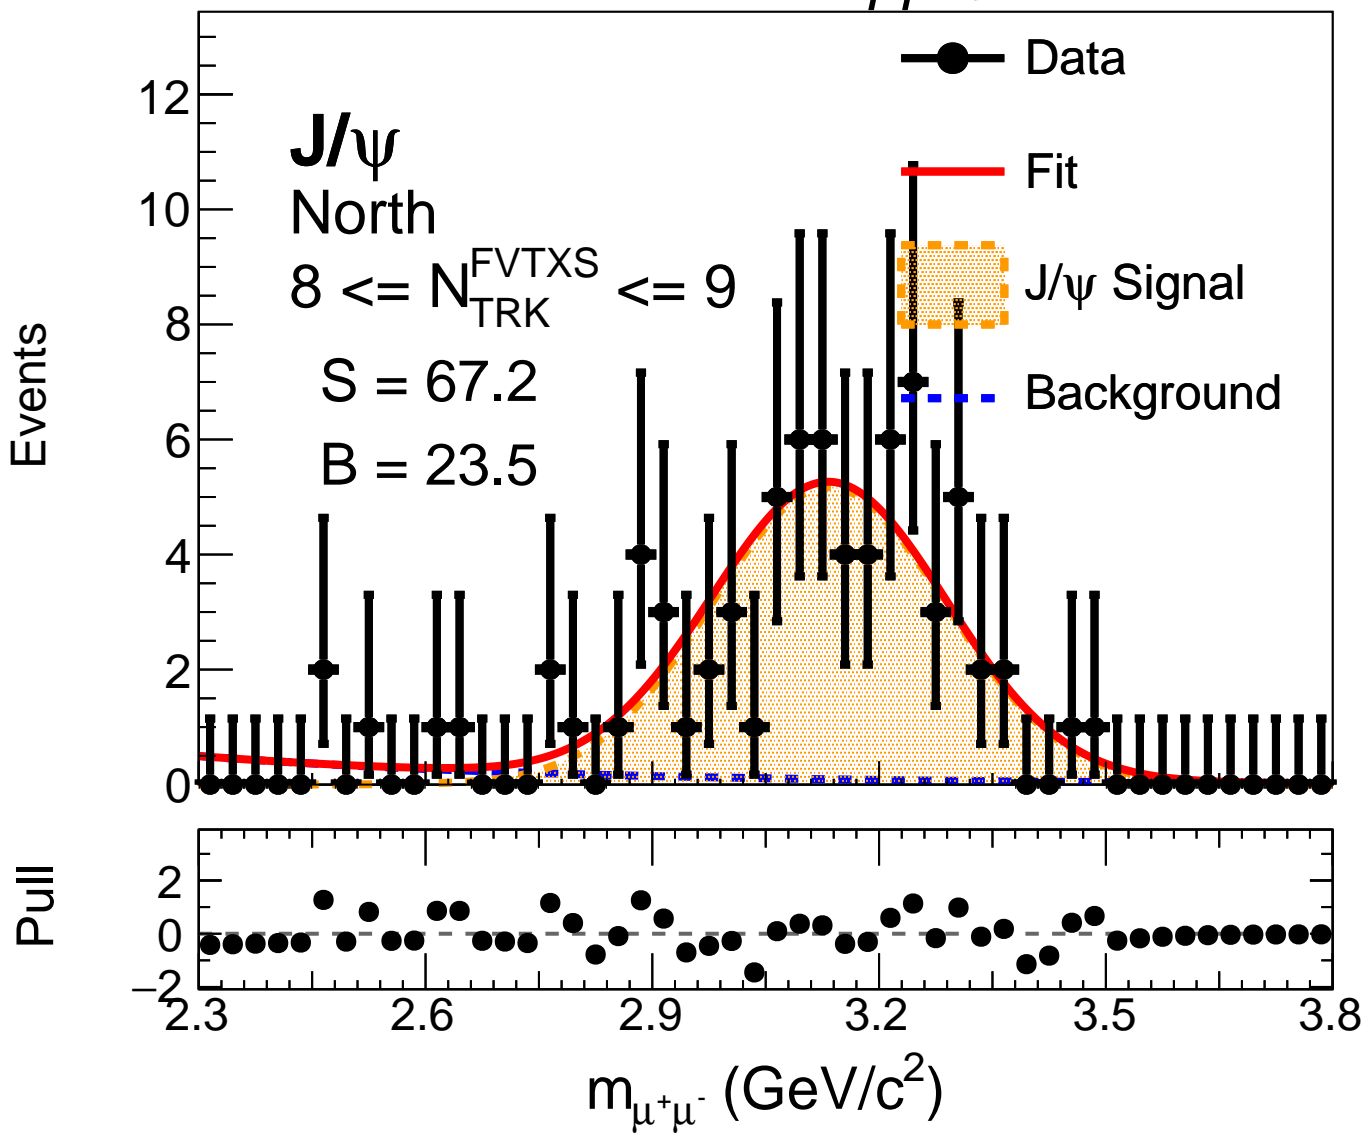 Data
Fit
J/ψ Signal
Background
J/ψ
North
8 <= N_TRK^FVTXS <= 9
S = 67.2
B = 23.5
Events
12
10
8
6
4
2
0
Pull
2
0
−2
2.3 2.6 2.9 3.2 3.5 3.8
m_μ⁺μ⁻ (GeV/c²)